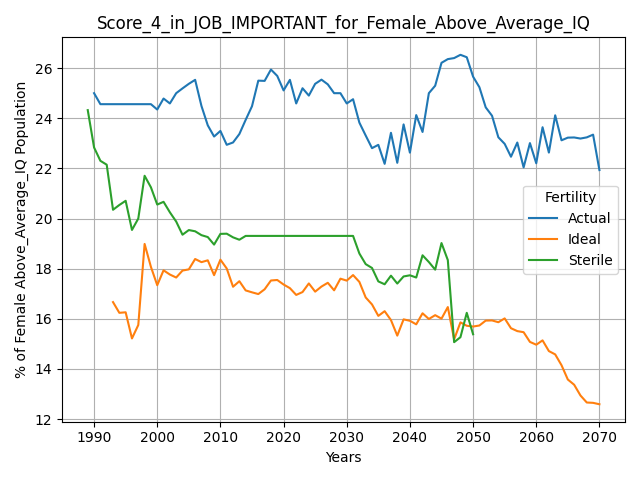 Score_4_in_JOB_IMPORTANT_for_Female_Above_Average_IQ
% of Female Above_Average_IQ Population
26
24
22
20
18
16
14
12
Fertility
Actual
Ideal
Sterile
1990 2000 2010 2020 2030 2040 2050 2060 2070
Years